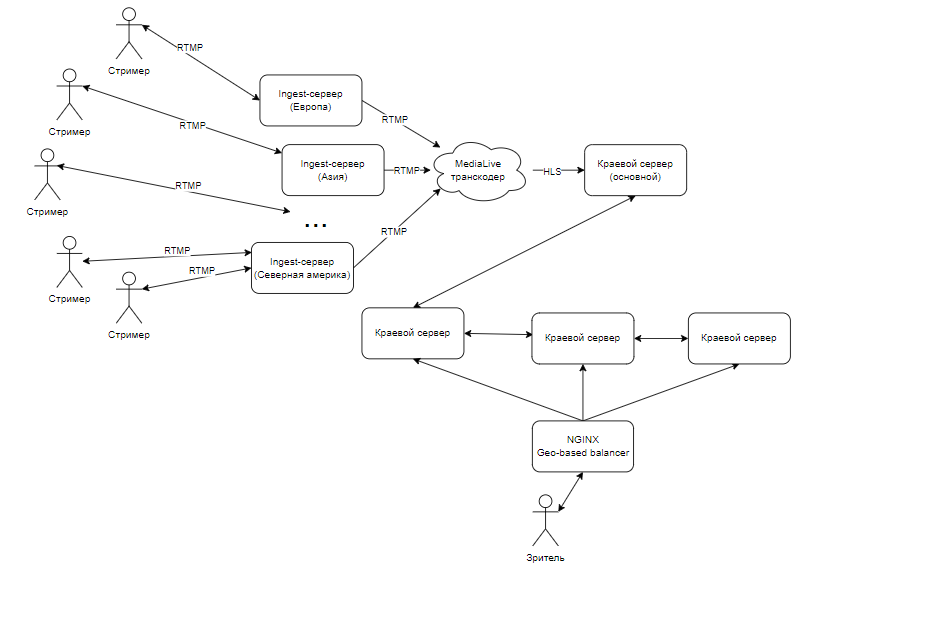 RTMP
Стример
Ingest-сервер
(Европа)
RTMP
RTMP
Стример
Ingest-сервер
(Азия)
RTMP
MediaLive
транскодер
HLS
Краевой сервер
(основной)
RTMP
Стример
...
RTMP
RTMP
Ingest-сервер
(Северная америка)
RTMP
Стример
Стример
Краевой сервер
Краевой сервер
Краевой сервер
NGINX
Geo-based balancer
Зритель